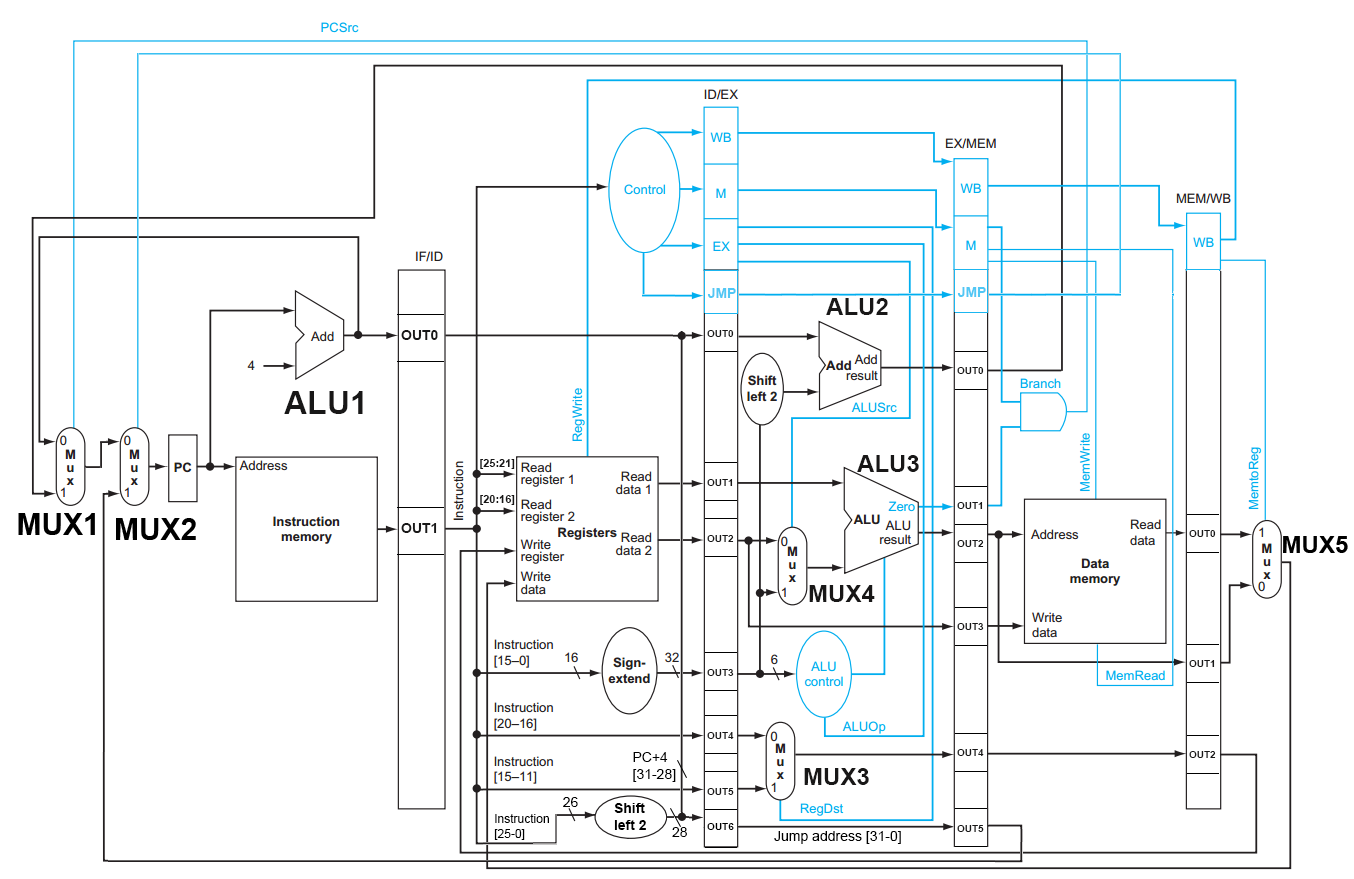 PCSrc
ID/EX
WB
Control
M
EX
JMP
EX/MEM
WB
M
JMP
MEM/WB
WB
IF/ID
OUT0
OUT1
Add
4
ALU1
0
M
u
x
1
MUX1
0
M
u
x
1
MUX2
PC
Address
Instruction
memory
Instruction
RegWrite
[25:21]
Read
register 1
[20:16]
Read
register 2
Write
register
Write
data
Registers
Read
data 1
Read
data 2
Instruction
[15–0]
16
Sign-
extend
32
Instruction
[20–16]
Instruction
[15–11]
PC+4
[31-28]
Instruction
[25-0]
26
Shift
left 2
28
OUT0
OUT1
OUT2
OUT3
OUT4
OUT5
OUT6
ALU2
Add
Add
result
Shift
left 2
ALUSrc
ALU3
Zero
ALU
ALU
result
0
M
u
x
1
MUX4
6
ALU
control
ALUOp
0
M
u
x
1
MUX3
RegDst
Jump address [31-0]
OUT0
OUT1
OUT2
OUT3
OUT4
OUT5
Branch
MemWrite
Address
Read
data
Data
memory
Write
data
MemRead
OUT0
OUT1
OUT2
MemtoReg
1
M
u
x
0
MUX5